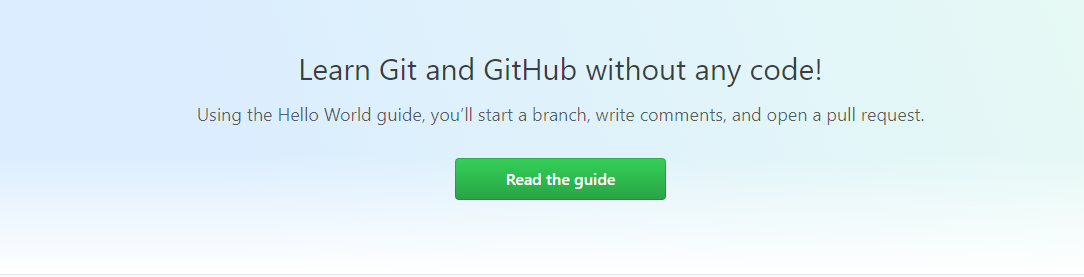 Learn Git and GitHub without any code!
Using the Hello World guide, you’ll start a branch, write comments, and open a pull request.
Read the guide